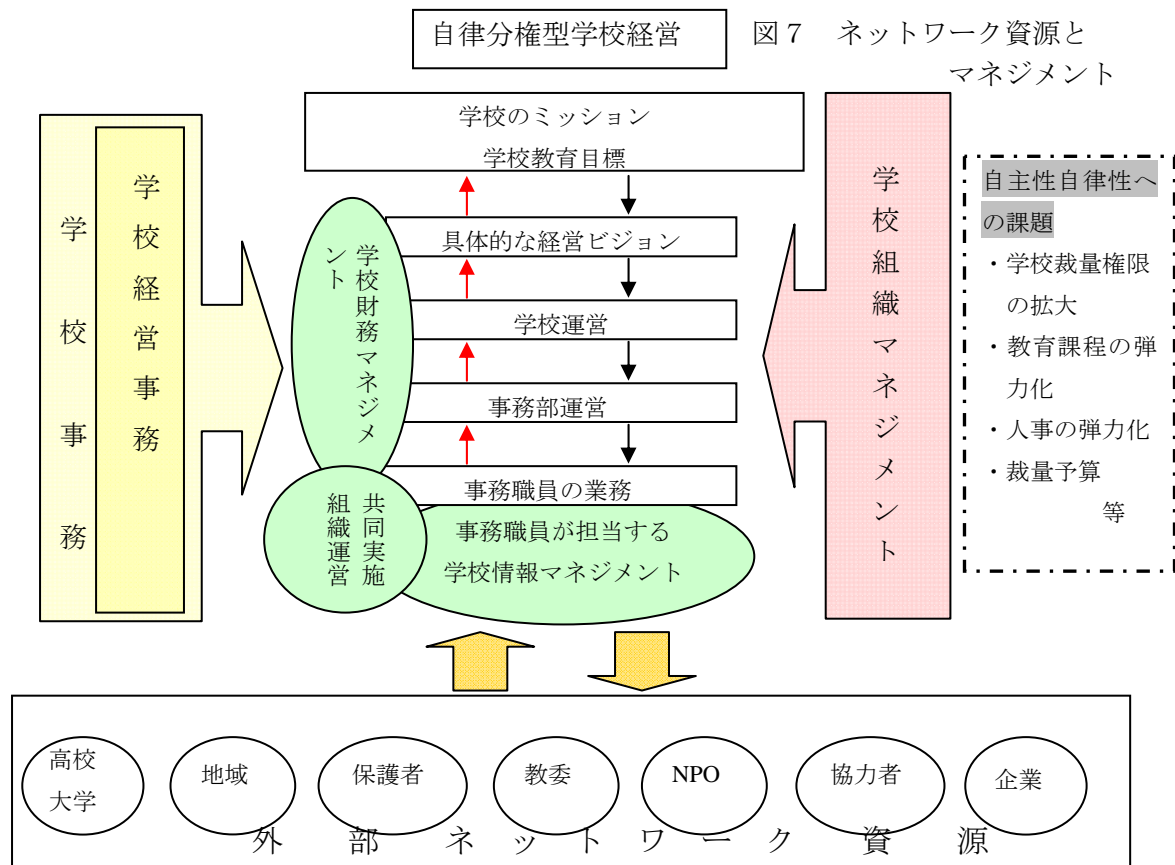 自律分権型学校経営
図7 ネットワーク資源と
マネジメント
学校のミッション
学校教育目標
学校事務
学校経営事務
具体的な経営ビジョン
学校運営
事務部運営
事務職員の業務
学校財務マネジメ
ント
共同実施
組織運営
事務職員が担当する
学校情報マネジメント
学校組織マネジメント
自主性自律性へ
の課題
・学校裁量権限
の拡大
・教育課程の弾
力化
・人事の弾力化
・裁量予算
等
高校
大学
地域
保護者
教委
NPO
協力者
企業
外部ネットワーク資源